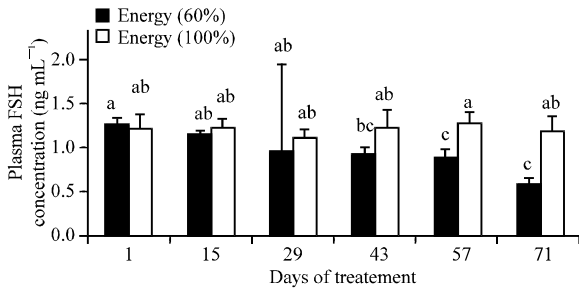 Energy (60%)
Energy (100%)
Plasma FSH
concentration (ng mL⁻¹)
2.0
1.5
1.0
0.5
0.0
a ab ab ab ab ab bc ab c a c ab
1 15 29 43 57 71
Days of treatement